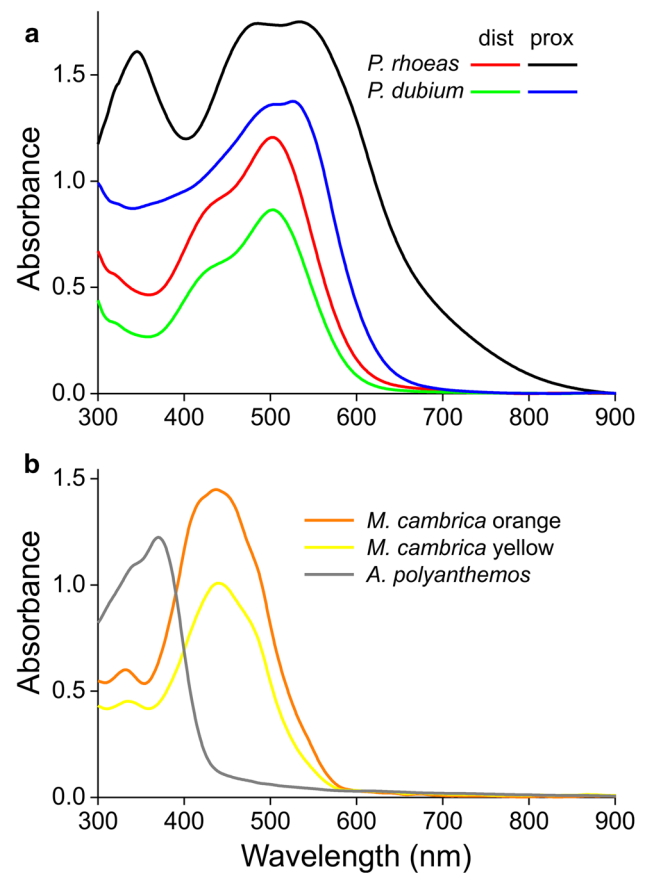 a
dist prox
P. rhoeas
P. dubium
Absorbance
1.5
1.0
0.5
0.0
300 400 500 600 700 800 900
b
M. cambrica orange
M. cambrica yellow
A. polyanthemos
Absorbance
1.5
1.0
0.5
0.0
300 400 500 600 700 800 900
Wavelength (nm)